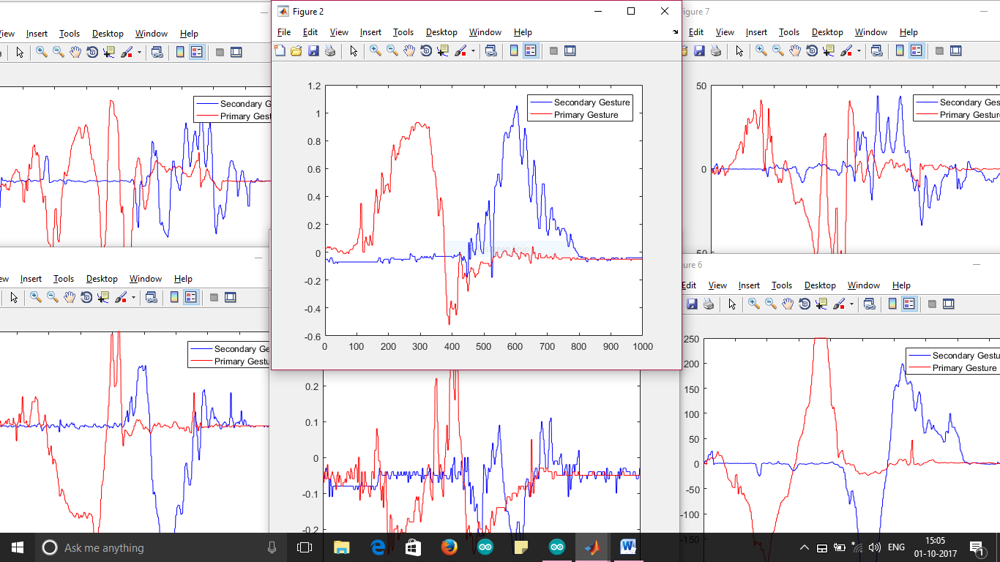 Figure 2
File Edit View Insert Tools Desktop Window Help
1.2
1
0.8
0.6
0.4
0.2
0
-0.2
-0.4
-0.6
0 100 200 300 400 500 600 700 800 900 1000
Secondary Gesture
Primary Gesture
iew Insert Tools Desktop Window Help
Secondary G
Primary Gest
igure 7
Edit View Insert Tools Desktop Window Help
50
0
50
Secondary Ges
Primary Gesture
ew Insert Tools Desktop Window Help
Secondary Ge
Primary Gestu
0.2
0.1
0
-0.1
-0.2
ure 6
Edit View Insert Tools Desktop Window Help
250
200
150
100
50
0
-50
-100
-150
Secondary Gestu
Primary Gesture
Ask me anything
ENG
15:05
01-10-2017
1